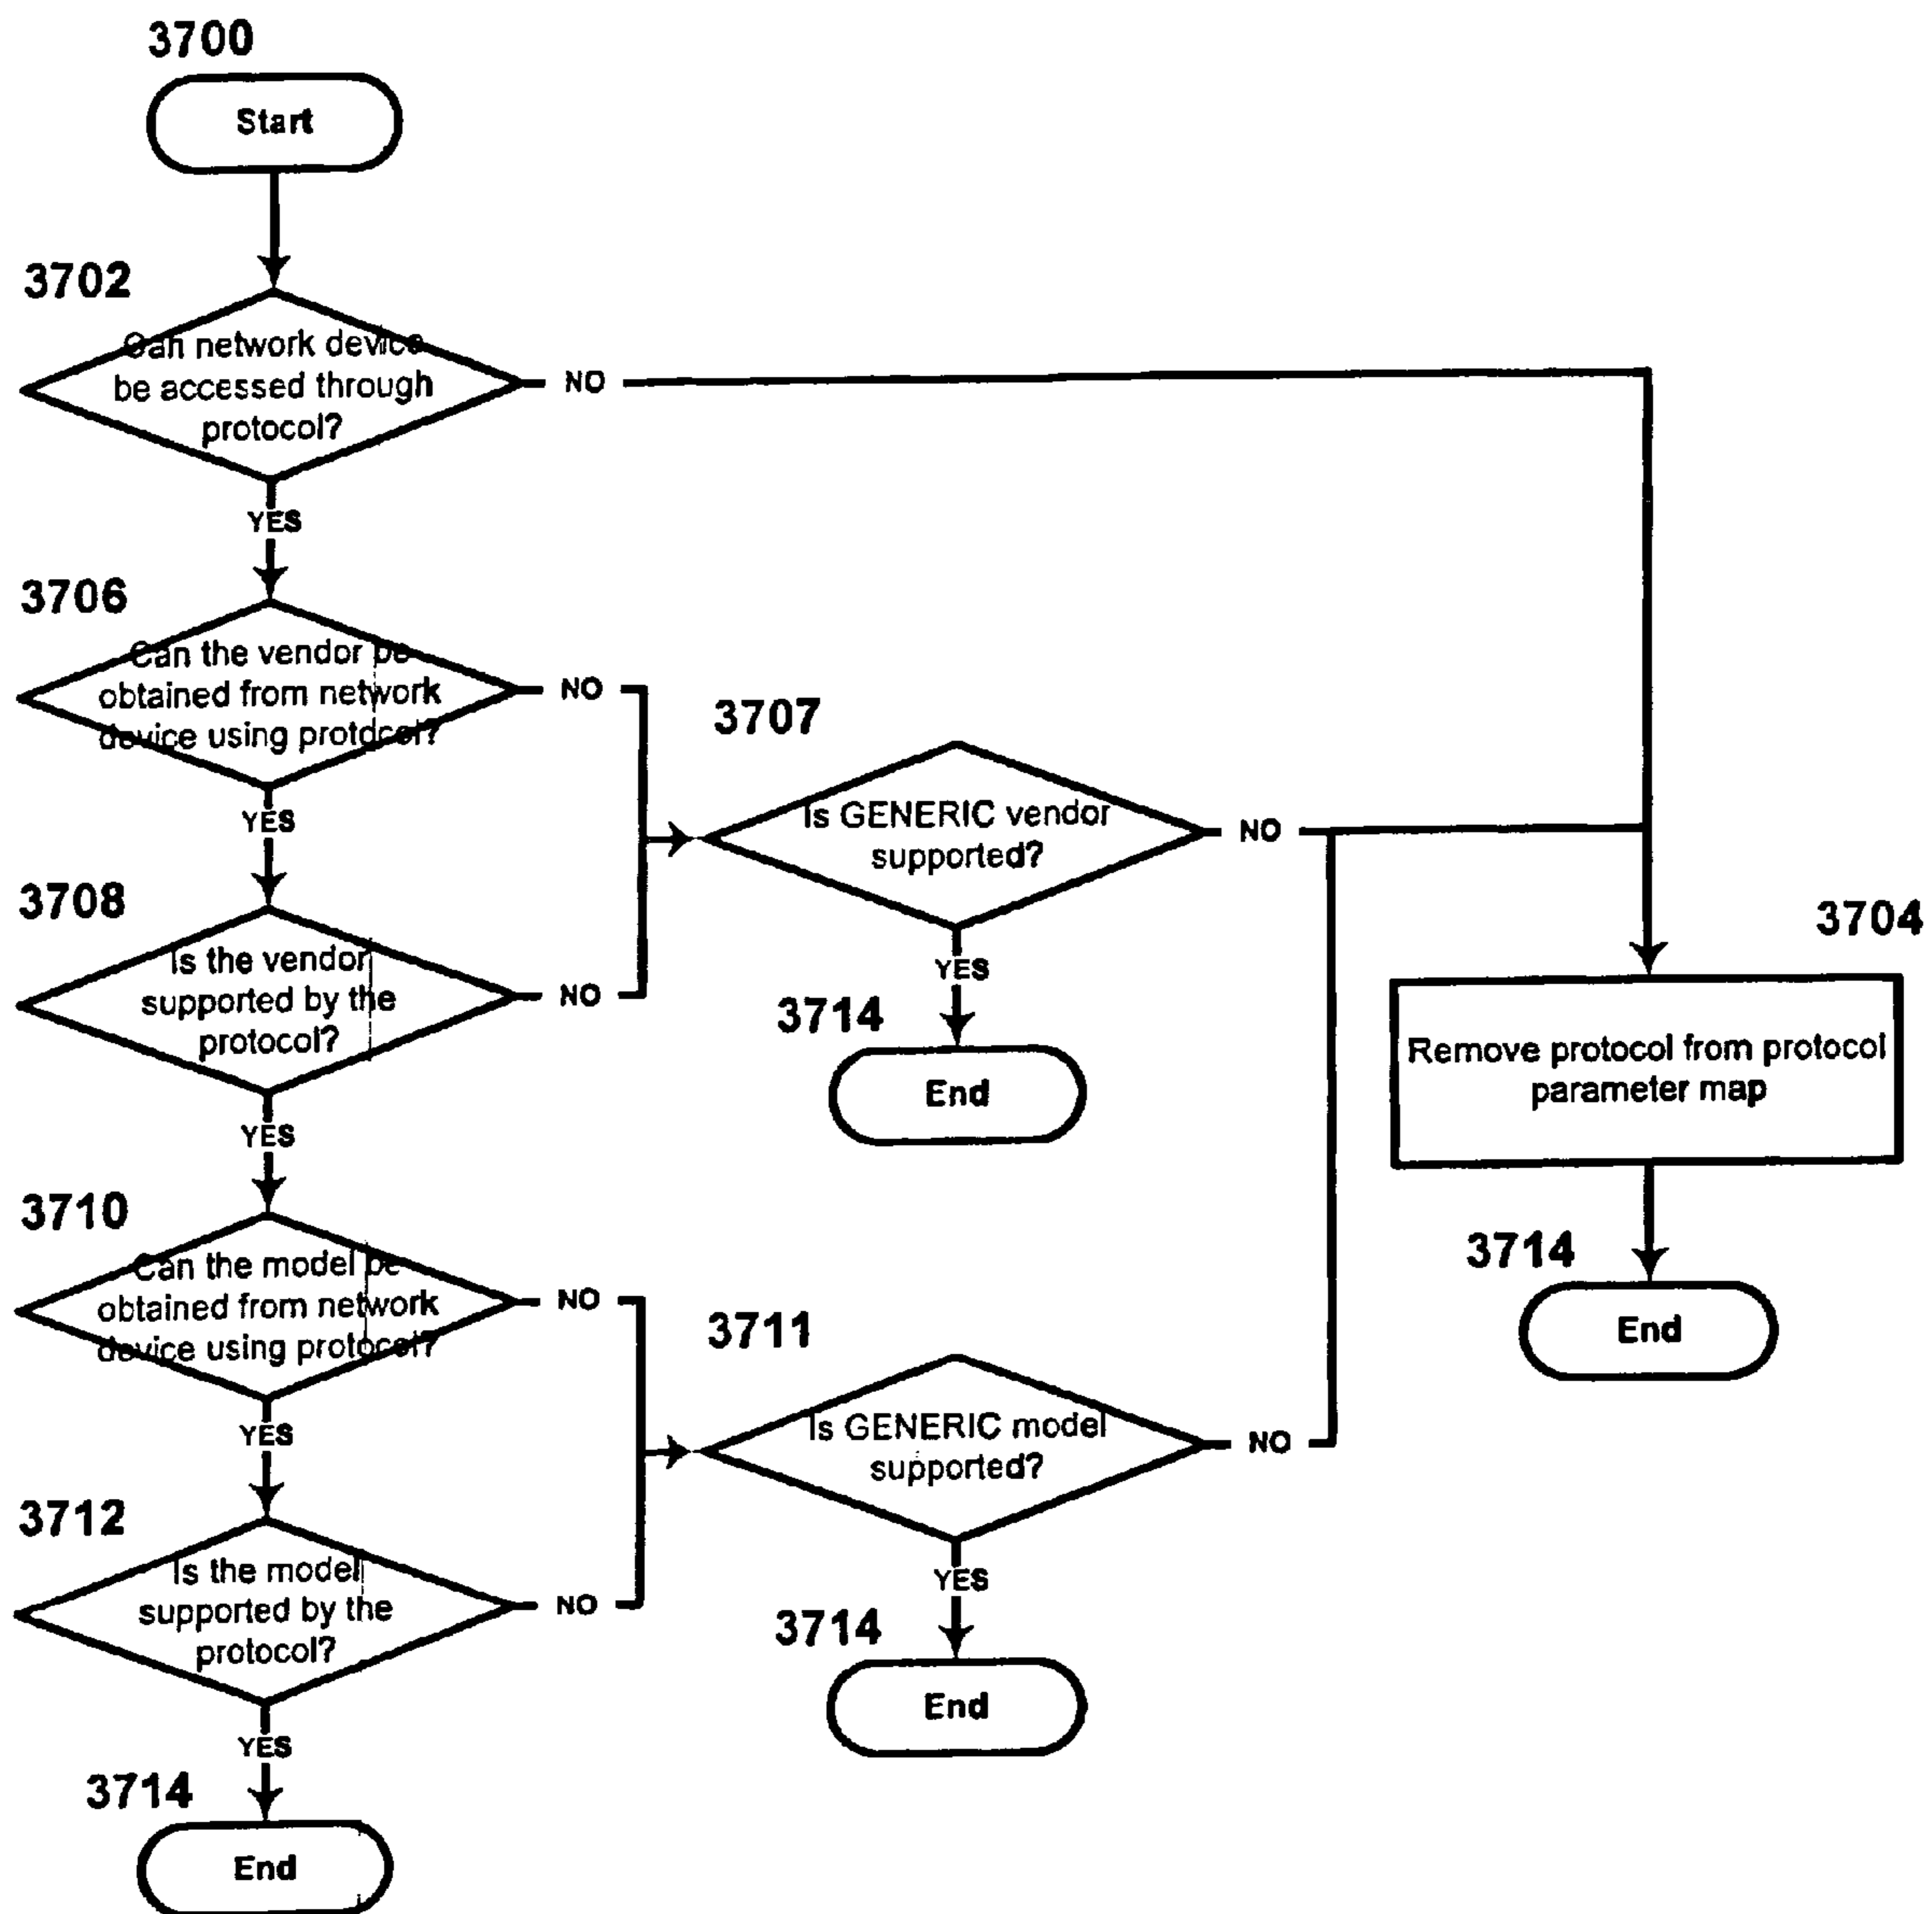 3700
Start
3702
Can network device
be accessed through
protocol?
NO
YES
3706
Can the vendor be
obtained from network
device using protocol?
NO
YES
3707
Is GENERIC vendor
supported?
NO
YES
3714
End
3708
Is the vendor
supported by the
protocol?
NO
YES
3704
Remove protocol from protocol
parameter map
3714
End
3710
Can the model be
obtained from network
device using protocol?
NO
YES
3711
Is GENERIC model
supported?
NO
YES
3714
End
3712
Is the model
supported by the
protocol?
NO
YES
3714
End